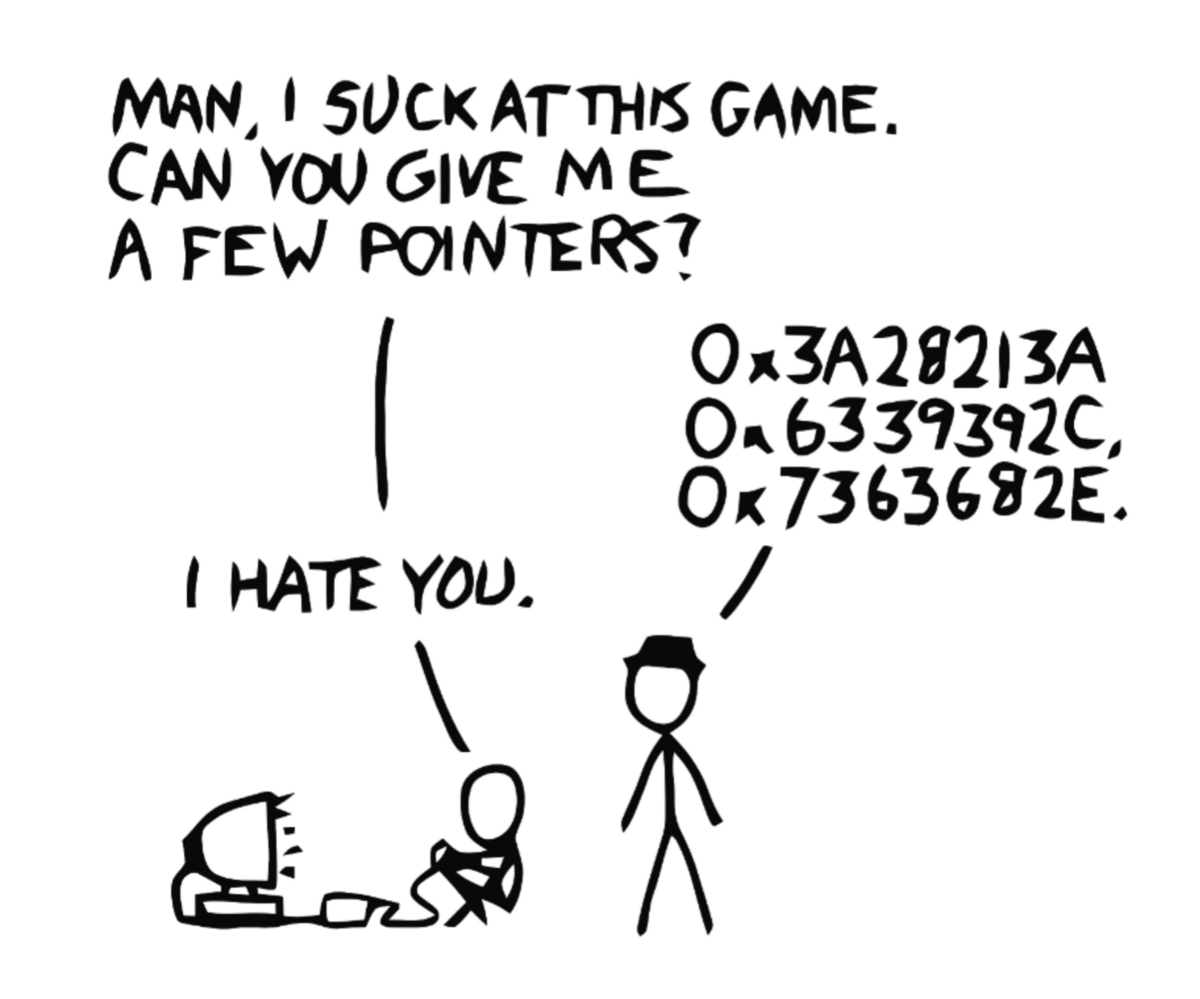 MAN, I SUCK AT THIS GAME.
CAN YOU GIVE ME
A FEW POINTERS?
0x3A28213A
0x6339392C,
0x7363682E.
I HATE YOU.